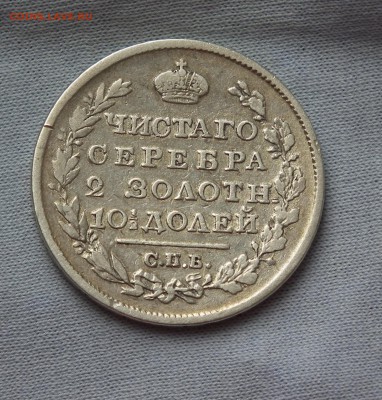 ЧИСТАГО
СЕРЕБРА
2 ЗОЛОТН.
10½ ДОЛЕЙ
С.П.Б.